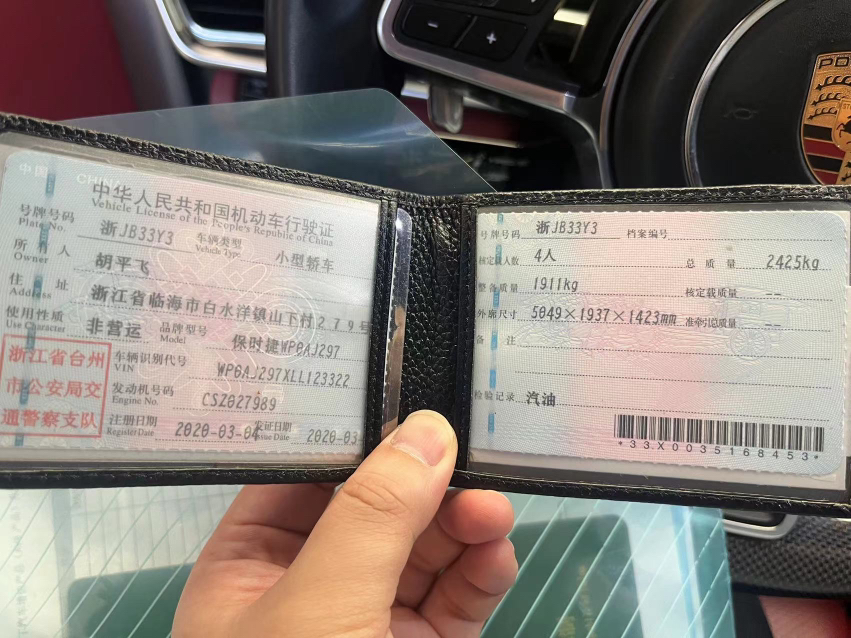 中国 CHINA
中华人民共和国机动车行驶证
Vehicle License of the People's Republic of China
号牌号码 浙JB33Y3 车辆类型 小型轿车
Plate No. Vehicle Type
所有人 胡平飞
Owner
住址 浙江省临海市白水洋镇山下村279号
Address
使用性质 非营运 品牌型号 保时捷WP0AJ297
Use Character Model
浙江省台州
市公安局交
通警察支队
车辆识别代号 WP0AJ297XLL123322
VIN
发动机号码 CSZ027989
Engine No.
注册日期 2020-03-04 发证日期 2020-03-
Register Date Issue Date
号牌号码 浙JB33Y3 档案编号
核定载人数 4人 总质量 2425kg
整备质量 1911kg 核定载质量 --
外廓尺寸 5049×1937×1423mm 准牵引总质量 --
备注
检验记录 汽油
*33.X0035168453*